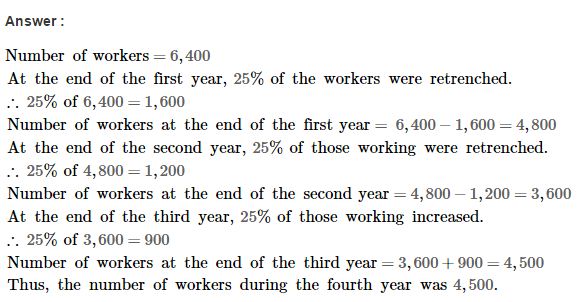 Answer :
Number of workers = 6,400
At the end of the first year, 25% of the workers were retrenched.
∴ 25% of 6,400 = 1,600
Number of workers at the end of the first year = 6,400 − 1,600 = 4,800
At the end of the second year, 25% of those working were retrenched.
∴ 25% of 4,800 = 1,200
Number of workers at the end of the second year = 4,800 − 1,200 = 3,600
At the end of the third year, 25% of those working increased.
∴ 25% of 3,600 = 900
Number of workers at the end of the third year = 3,600 + 900 = 4,500
Thus, the number of workers during the fourth year was 4,500.